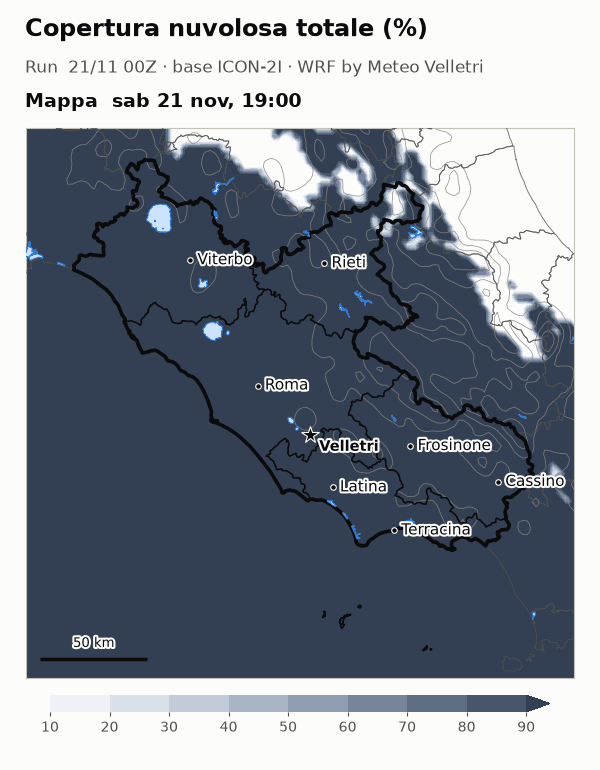 Copertura nuvolosa totale (%)
Run 21/11 00Z · base ICON-2I · WRF by Meteo Velletri
Mappa sab 21 nov, 19:00
Viterbo
Rieti
Roma
Velletri
Frosinone
Latina
Cassino
Terracina
50 km
10 20 30 40 50 60 70 80 90